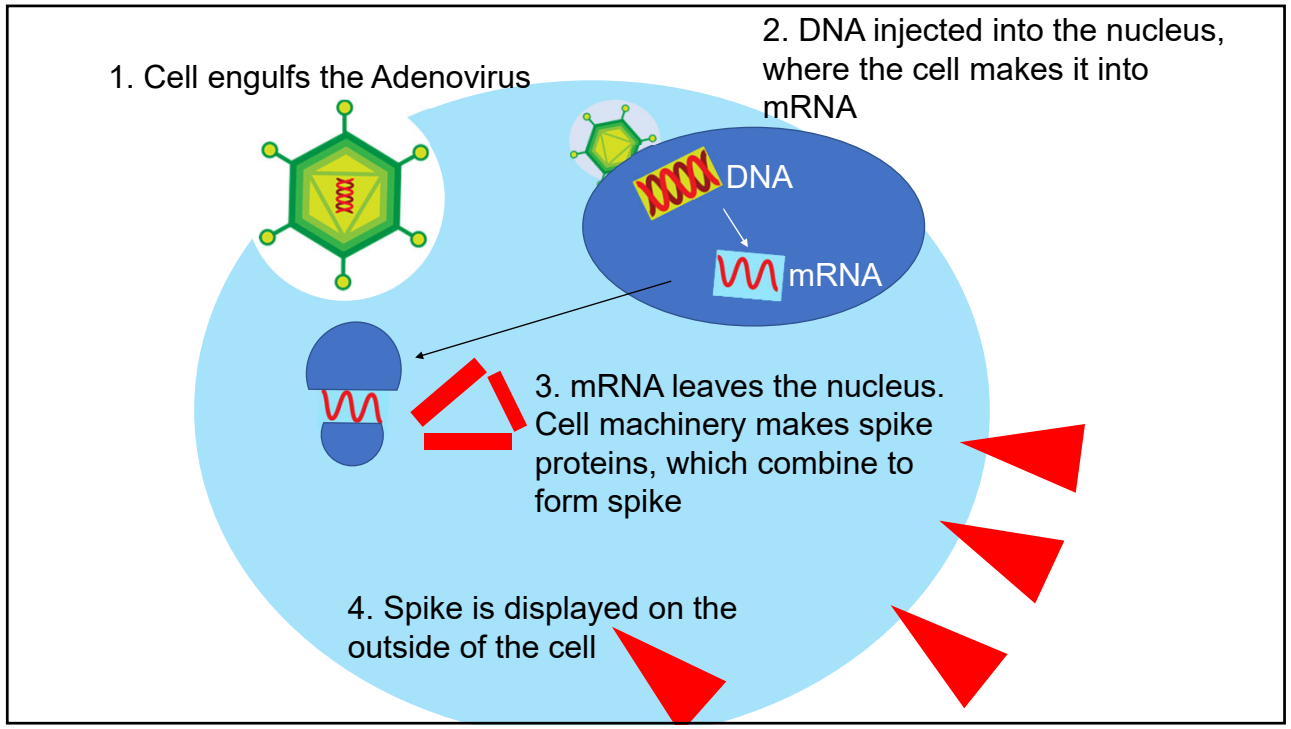 1. Cell engulfs the Adenovirus
2. DNA injected into the nucleus,
where the cell makes it into
mRNA
DNA
mRNA
3. mRNA leaves the nucleus.
Cell machinery makes spike
proteins, which combine to
form spike
4. Spike is displayed on the
outside of the cell